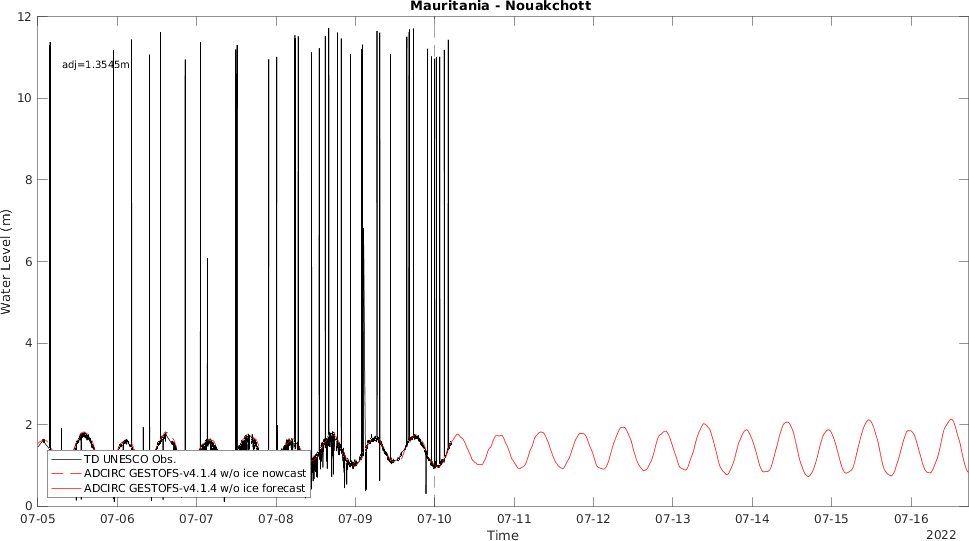 Mauritania - Nouakchott
12
10
8
6
4
2
0
Water Level (m)
adj=1.3545m
TD UNESCO Obs.
ADCIRC GESTOFS-v4.1.4 w/o ice nowcast
ADCIRC GESTOFS-v4.1.4 w/o ice forecast
07-05 07-06 07-07 07-08 07-09 07-10 07-11 07-12 07-13 07-14 07-15 07-16
Time
2022